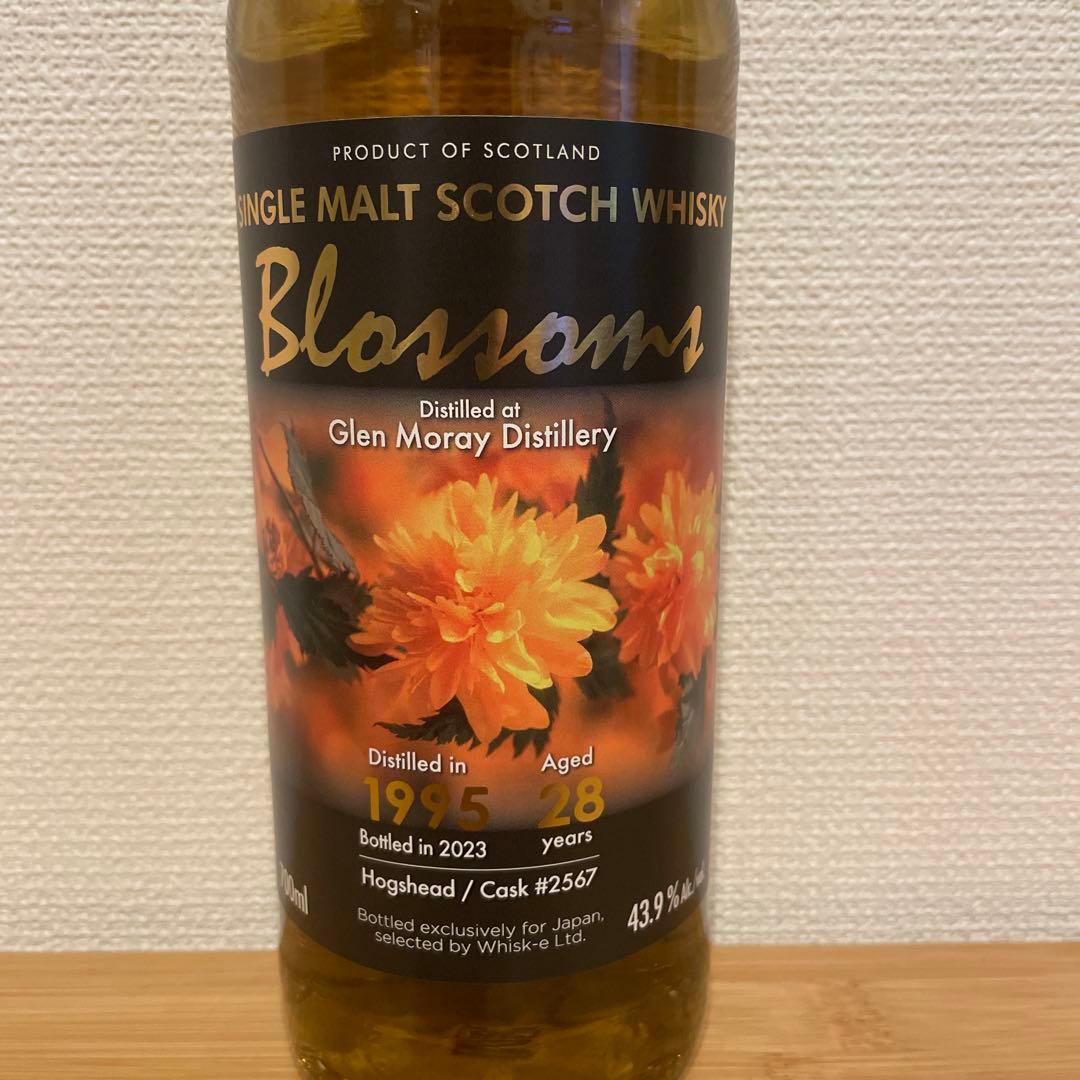 PRODUCT OF SCOTLAND
SINGLE MALT SCOTCH WHISKY
Blossoms
Distilled at
Glen Moray Distillery
Distilled in
1995
Bottled in 2023
Aged
28
years
Hogshead / Cask #2567
700ml
43.9 % Alc./vol.
Bottled exclusively for Japan,
selected by Whisk-e Ltd.